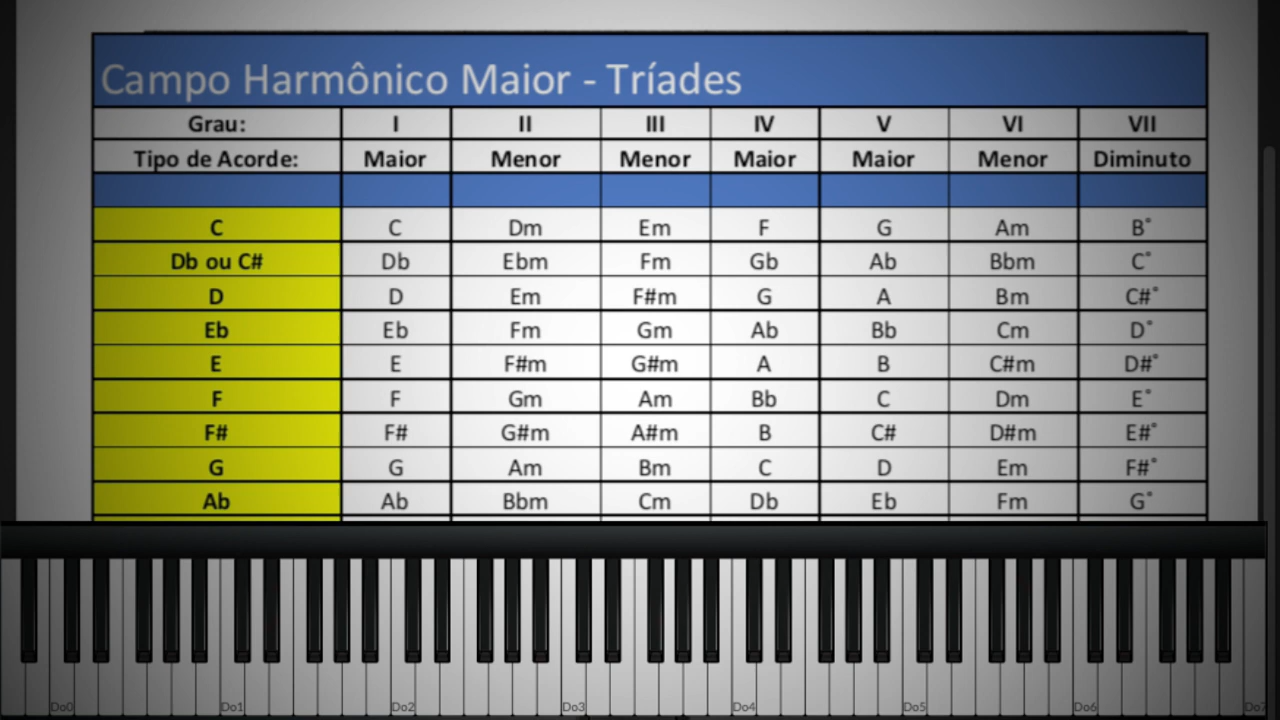 Campo Harmônico Maior - Tríades
Grau: I II III IV V VI VII
Tipo de Acorde: Maior Menor Menor Maior Maior Menor Diminuto
C C Dm Em F G Am B°
Db ou C# Db Ebm Fm Gb Ab Bbm C°
D D Em F#m G A Bm C#°
Eb Eb Fm Gm Ab Bb Cm D°
E E F#m G#m A B C#m D#°
F F Gm Am Bb C Dm E°
F# F# G#m A#m B C# D#m E#°
G G Am Bm C D Em F#°
Ab Ab Bbm Cm Db Eb Fm G°
Do0 Do1 Do2 Do3 Do4 Do5 Do6 Do7